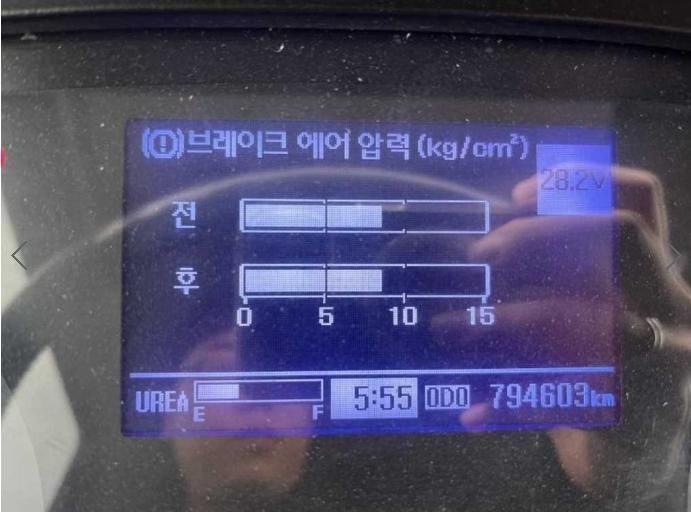 (!)브레이크 에어 압력 (kg/cm²)
28.2V
전
후
0 5 10 15
UREA E F 5:55 ODO 794603km